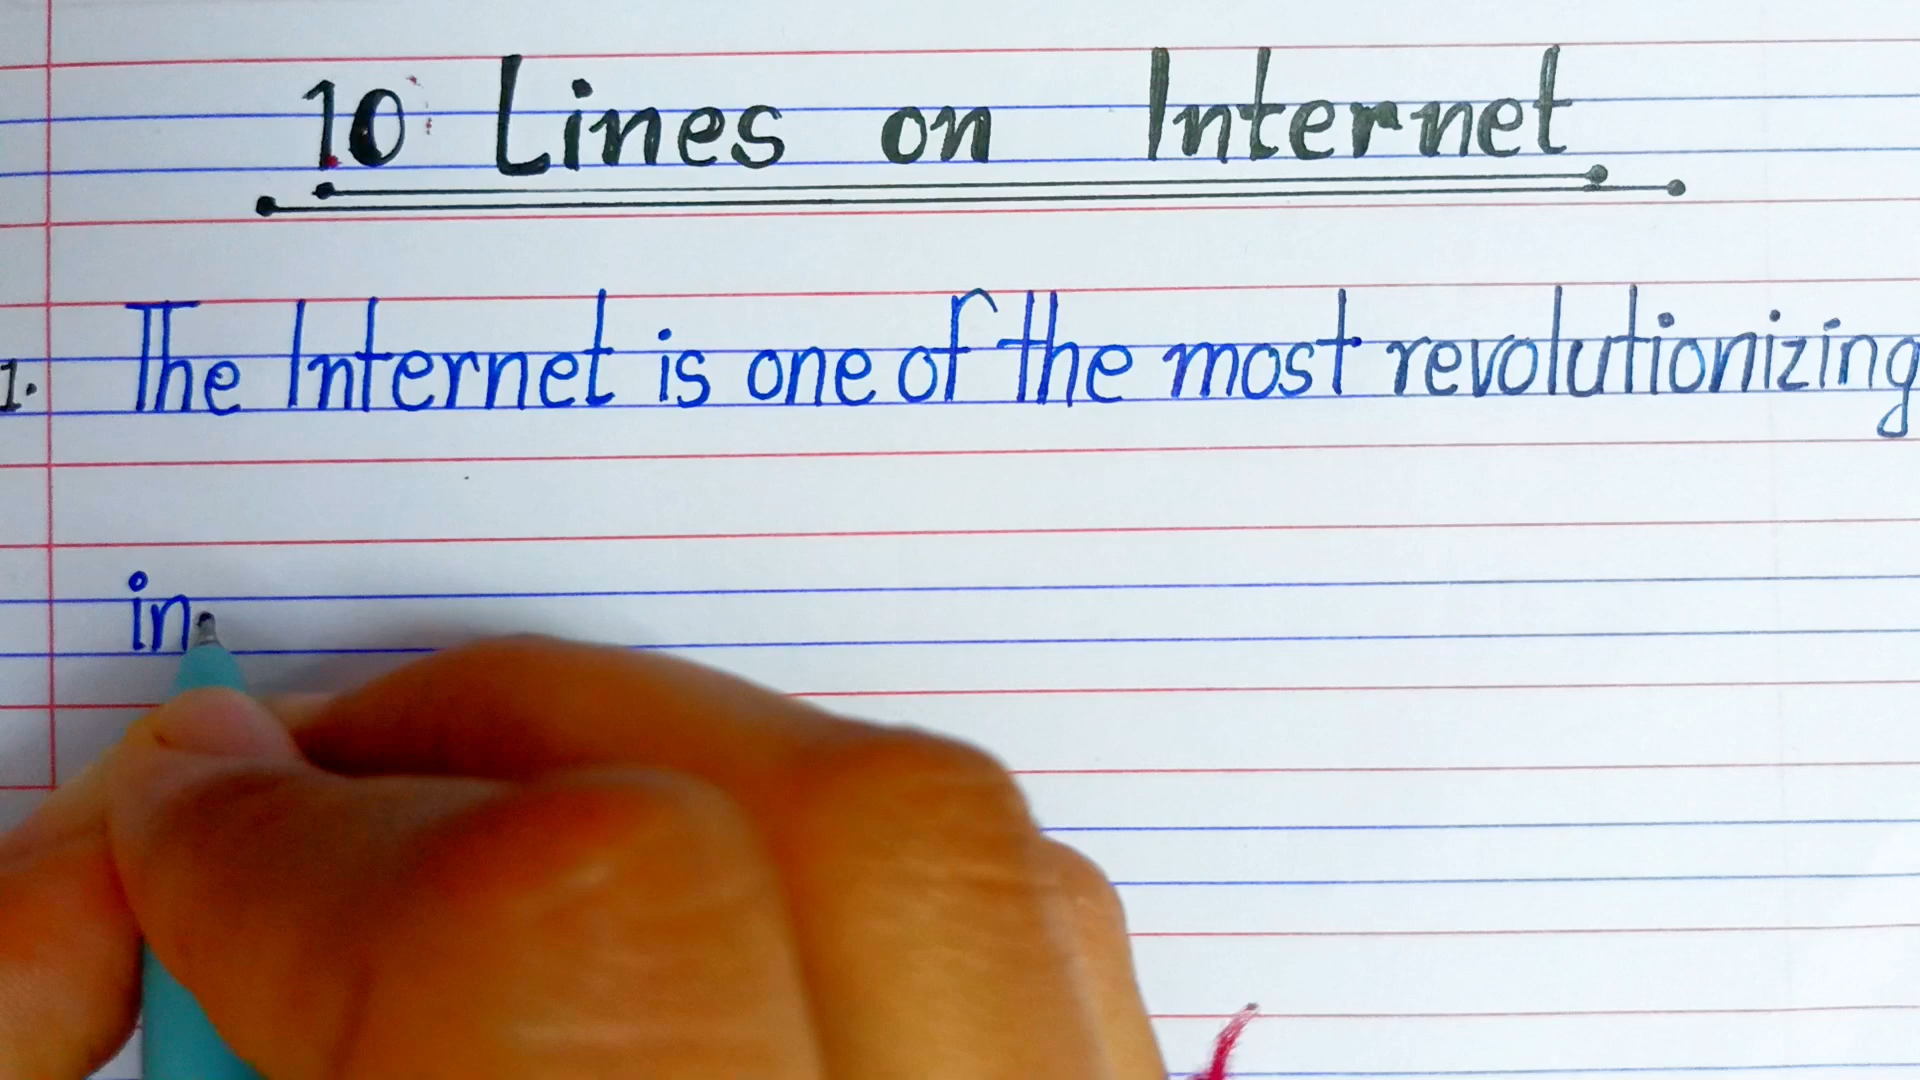 10 Lines on Internet
1. The Internet is one of the most revolutionizing
in